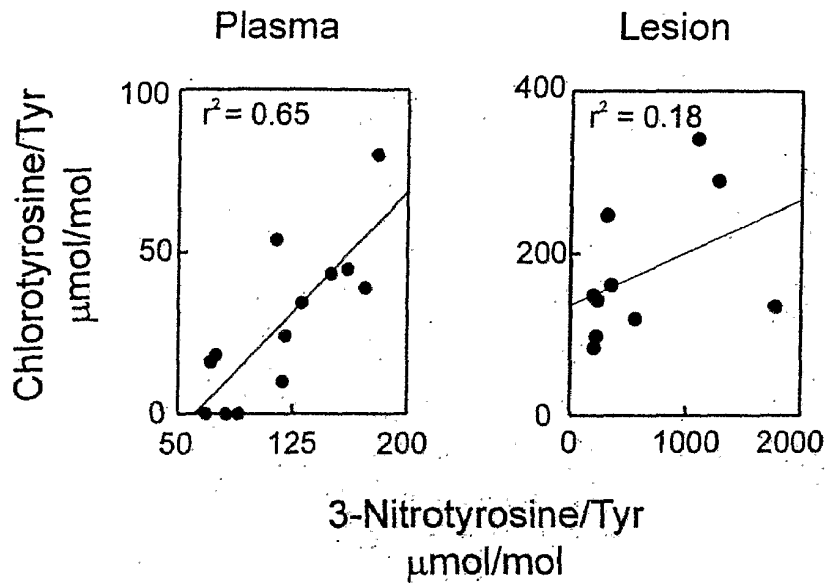 Plasma
Lesion
Chlorotyrosine/Tyr
μmol/mol
100
50
0
r² = 0.65
50
125
200
400
200
0
r² = 0.18
0
1000
2000
3-Nitrotyrosine/Tyr
μmol/mol